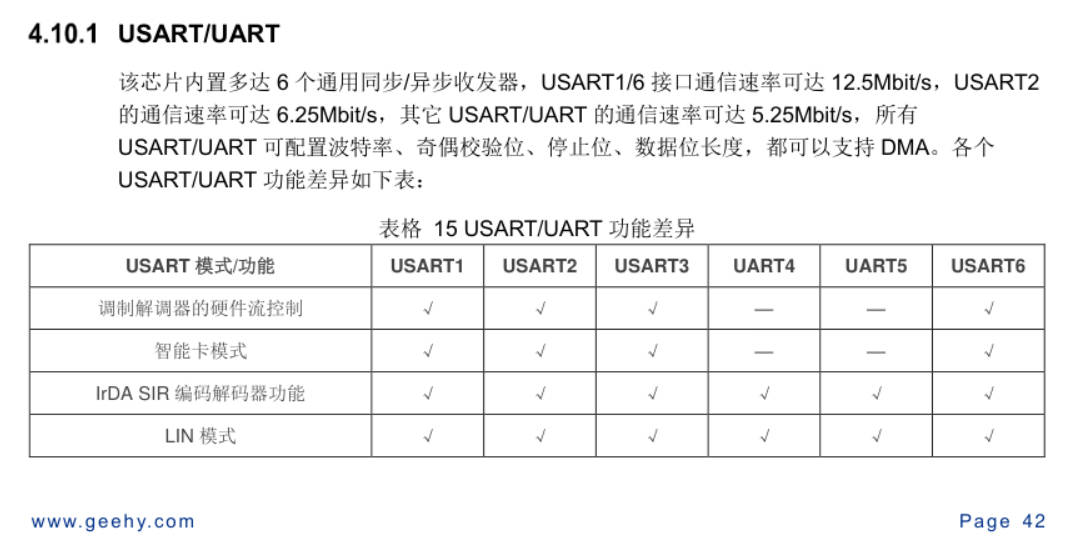 4.10.1 USART/UART
该芯片内置多达 6 个通用同步/异步收发器，USART1/6 接口通信速率可达 12.5Mbit/s，USART2
的通信速率可达 6.25Mbit/s，其它 USART/UART 的通信速率可达 5.25Mbit/s，所有
USART/UART 可配置波特率、奇偶校验位、停止位、数据位长度，都可以支持 DMA。各个
USART/UART 功能差异如下表：
表格 15 USART/UART 功能差异
USART 模式/功能 USART1 USART2 USART3 UART4 UART5 USART6
调制解调器的硬件流控制 √ √ √ — — √
智能卡模式 √ √ √ — — √
IrDA SIR 编码解码器功能 √ √ √ √ √ √
LIN 模式 √ √ √ √ √ √
www.geehy.com Page 42